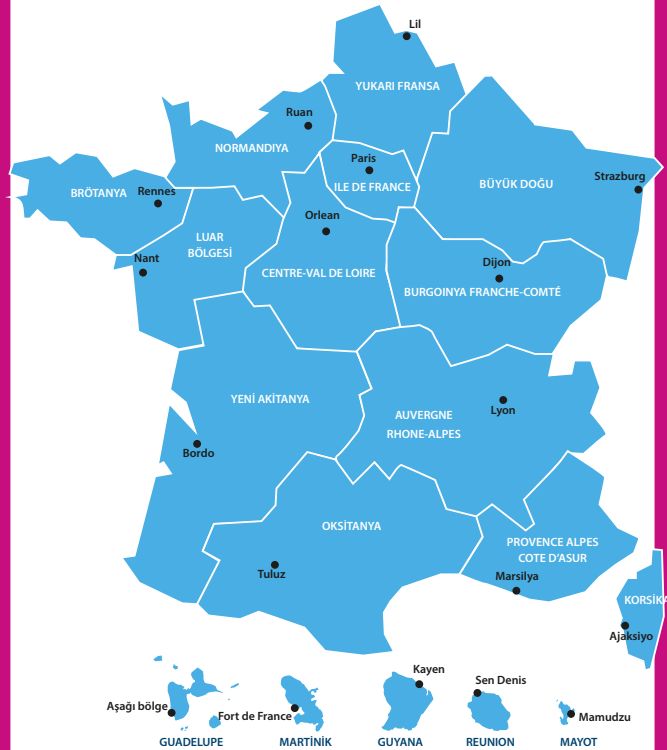 Lil
YUKARI FRANSA
Ruan
NORMANDIYA
Paris
ILE DE FRANCE
BÜYÜK DOĞU
Strazburg
BRÖTANYA
Rennes
Orlean
LUAR
BÖLGESİ
Nant
CENTRE-VAL DE LOIRE
Dijon
BURGOINYA FRANCHE-COMTÉ
YENİ AKİTANYA
AUVERGNE
RHONE-ALPES
Lyon
Bordo
OKSİTANYA
PROVENCE ALPES
COTE D’ASUR
Tuluz
Marsilya
KORSİKA
Ajaksiyo
Kayen
Sen Denis
Aşağı bölge
Fort de France
Mamudzu
GUADELUPE
MARTİNİK
GUYANA
REUNION
MAYOT